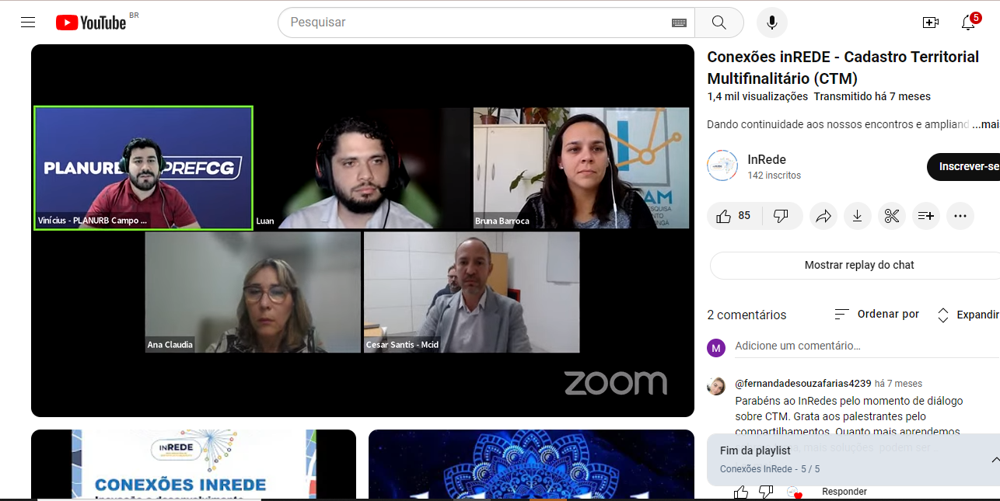 YouTube BR
Pesquisar
5
Conexões inREDE - Cadastro Territorial
Multifinalitário (CTM)
1,4 mil visualizações Transmitido há 7 meses
Dando continuidade aos nossos encontros e ampliand ...mai
InRede
142 inscritos
Inscrever-se
85
Mostrar replay do chat
2 comentários
Ordenar por
Expandir
M
Adicione um comentário...
@fernandadesouzafarias4239 há 7 meses
Parabéns ao InRedes pelo momento de diálogo
sobre CTM. Grata aos palestrantes pelo
compartilhamentos. Quanto mais aprendemos
mais soluções podem ser
Fim da playlist
Conexões InRede - 5 / 5
Responder
PLANURB PREFCG
Vinícius - PLANURB Campo ...
Luan
Bruna Barroca
Ana Claudia
Cesar Santis - Mcid
zoom
INREDE
CONEXÕES INREDE